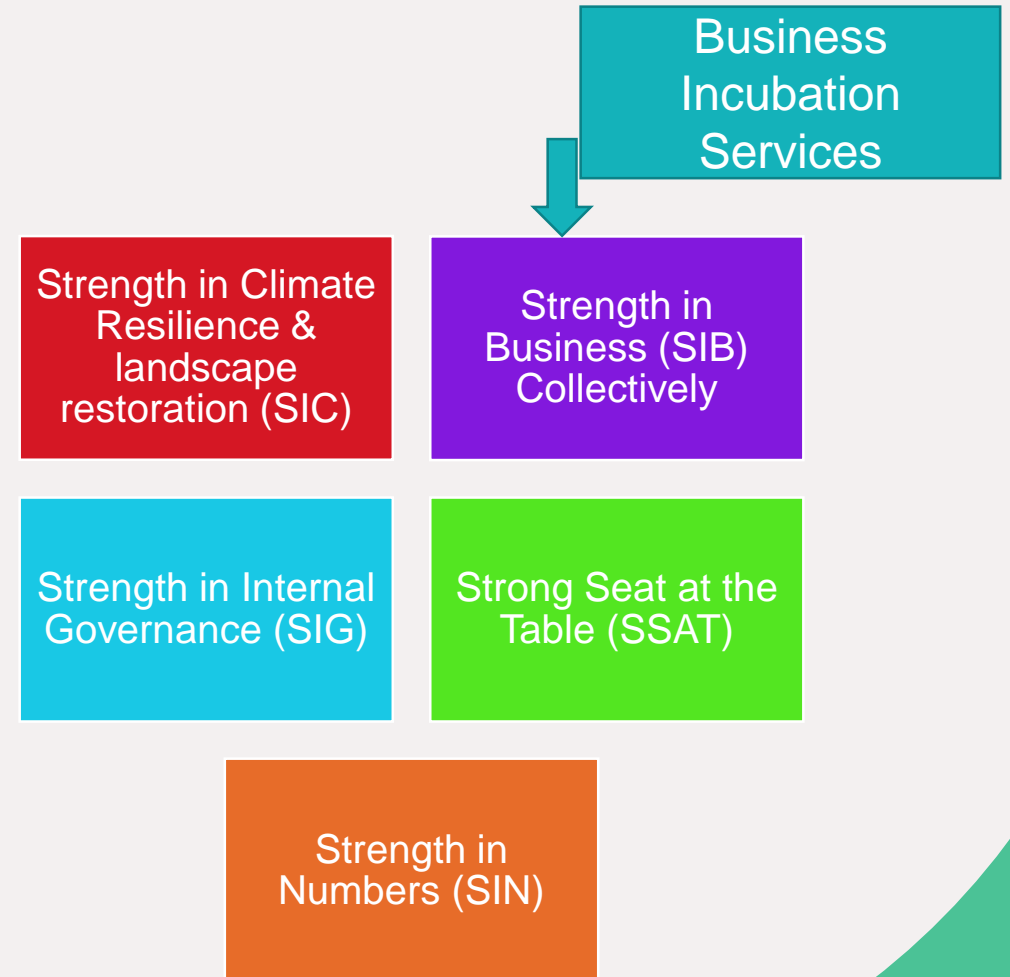 Business
Incubation
Services
Strength in Climate
Resilience &
landscape
restoration (SIC)
Strength in
Business (SIB)
Collectively
Strength in Internal
Governance (SIG)
Strong Seat at the
Table (SSAT)
Strength in
Numbers (SIN)